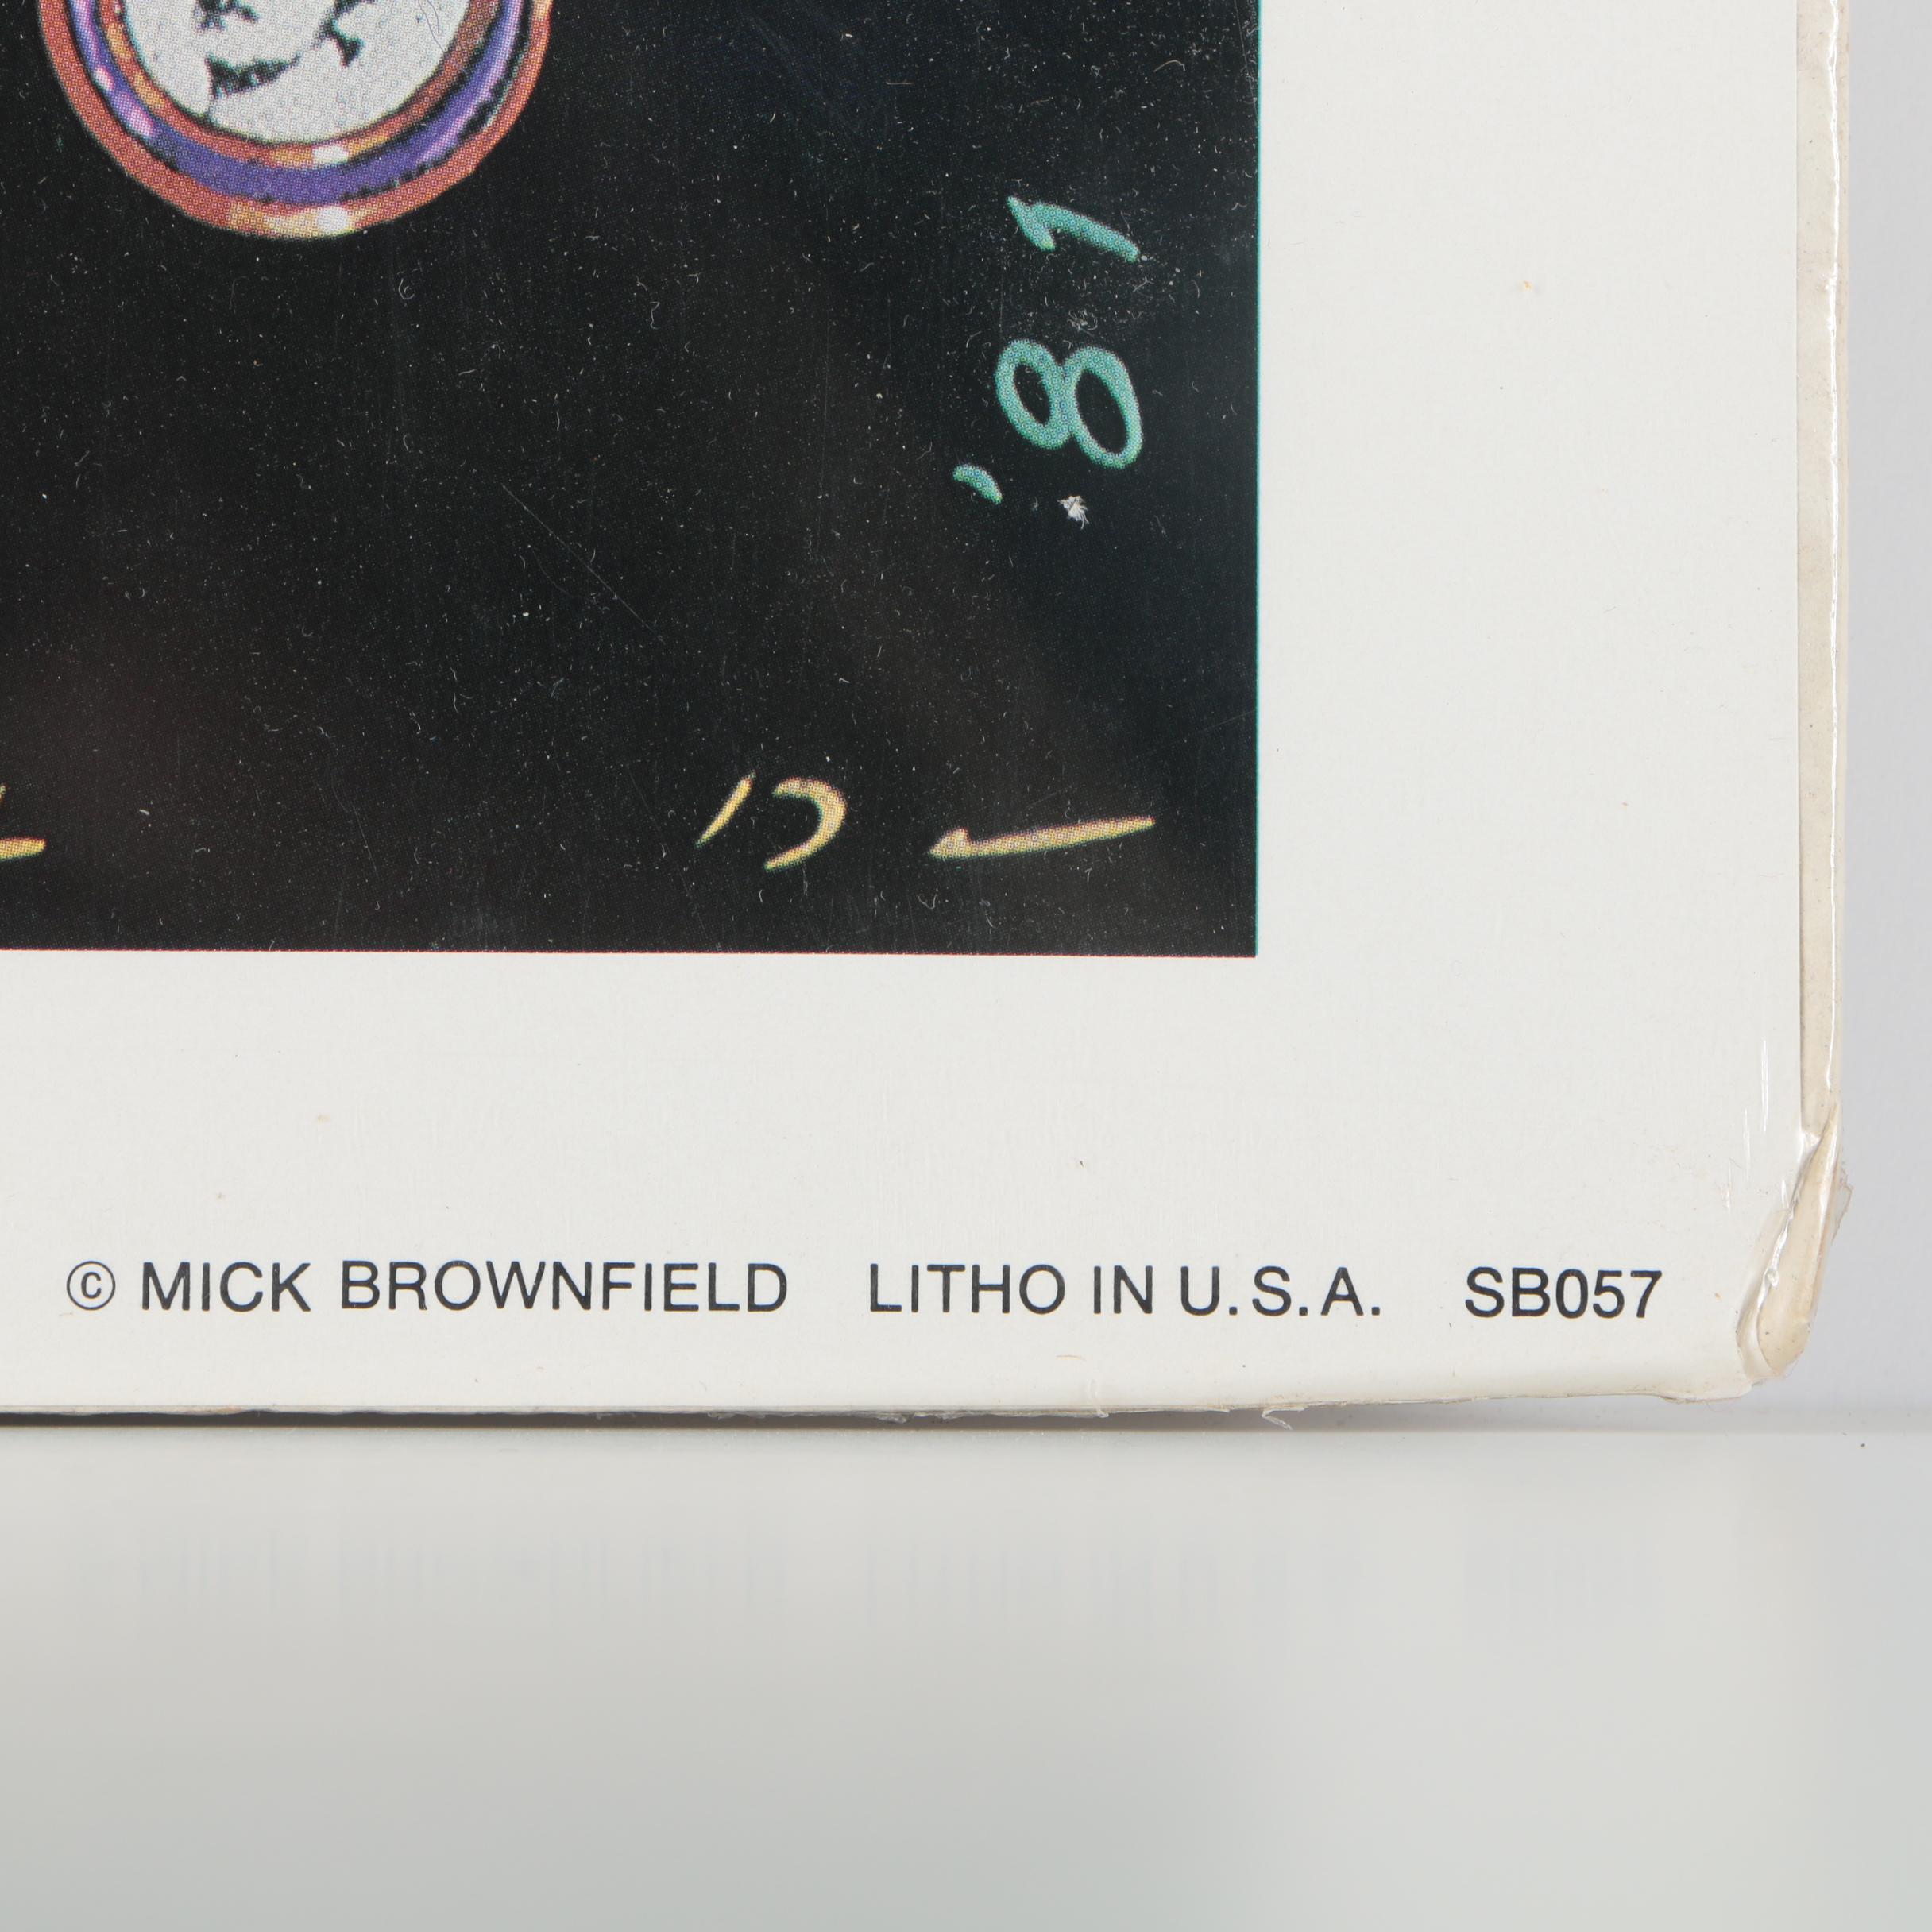 '81
© MICK BROWNFIELD LITHO IN U.S.A. SB057